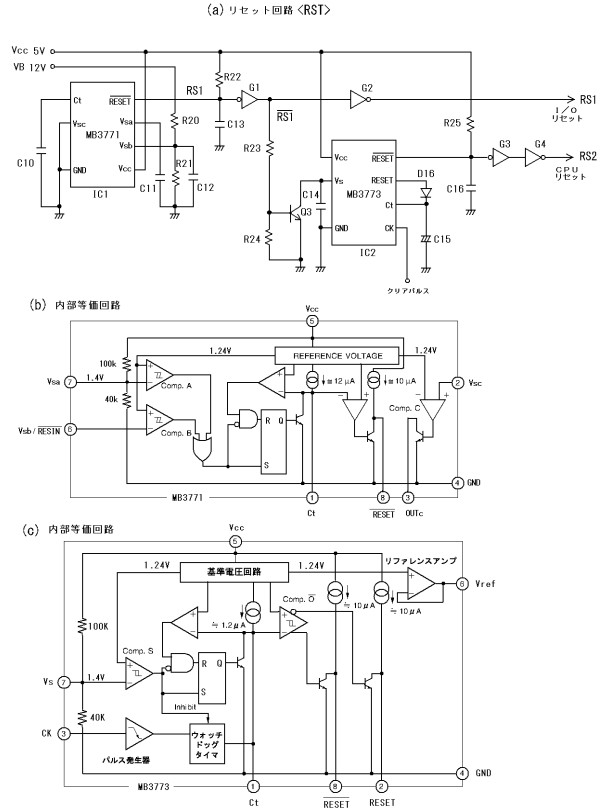 (a) リセット回路 <RST>
Vcc 5V
VB 12V
RS1
R22
G1
G2
RS1
I/O
リセット
Ct
RESET
Vsc
Vsa
MB3771
Vsb
GND
Vcc
IC1
C10
R20
R21
C11
C12
C13
RS1
R23
R24
Q3
C14
Vcc
RESET
Vs
RESET
MB3773
Ct
GND
CK
IC2
D16
C15
クリアパルス
R25
C16
G3
G4
RS2
CPU
リセット
(b) 内部等価回路
Vcc
5
1.24V
REFERENCE VOLTAGE
1.24V
100k
1.4V
Vsa
7
40k
Comp. A
Comp. B
Vsb/RESIN
6
≅ 12 μA
≅ 10 μA
Comp. C
2
Vsc
R Q
S
4
GND
MB3771
1
8
3
Ct
RESET
OUTc
(c) 内部等価回路
Vcc
5
1.24V
基準電圧回路
1.24V
リファレンスアンプ
6
Vref
100K
Comp. S
Vs
7
1.4V
40K
≒ 1.2μA
Comp. O
≒ 10μA
≒ 10μA
R Q
S
Inhibit
CK
3
パルス発生器
ウォッチ
ドッグ
タイマ
4
GND
MB3773
1
8
2
Ct
RESET
RESET